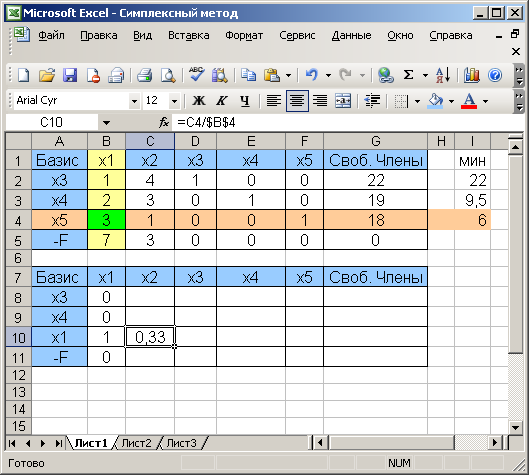 Microsoft Excel - Симплексный метод
Файл Правка Вид Вставка Формат Сервис Данные Окно Справка
Arial Cyr 12 Ж К Ч
C10 =C4/$B$4
A B C D E F G H I
1 Базис x1 x2 x3 x4 x5 Своб. Члены мин
2 x3 1 4 1 0 0 22 22
3 x4 2 3 0 1 0 19 9,5
4 x5 3 1 0 0 1 18 6
5 -F 7 3 0 0 0 0
6
7 Базис x1 x2 x3 x4 x5 Своб. Члены
8 x3 0
9 x4 0
10 x1 1 0,33
11 -F 0
12
13
14
15
Лист1 Лист2 Лист3
Готово NUM